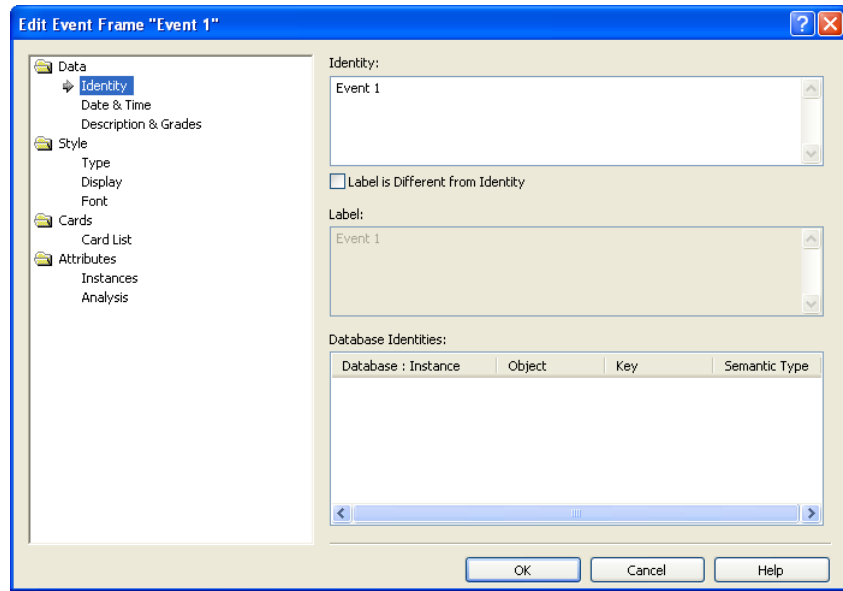 Edit Event Frame "Event 1"
Data
Identity
Date & Time
Description & Grades
Style
Type
Display
Font
Cards
Card List
Attributes
Instances
Analysis
Identity:
Event 1
Label is Different from Identity
Label:
Event 1
Database Identities:
Database : Instance Object Key Semantic Type
OK Cancel Help